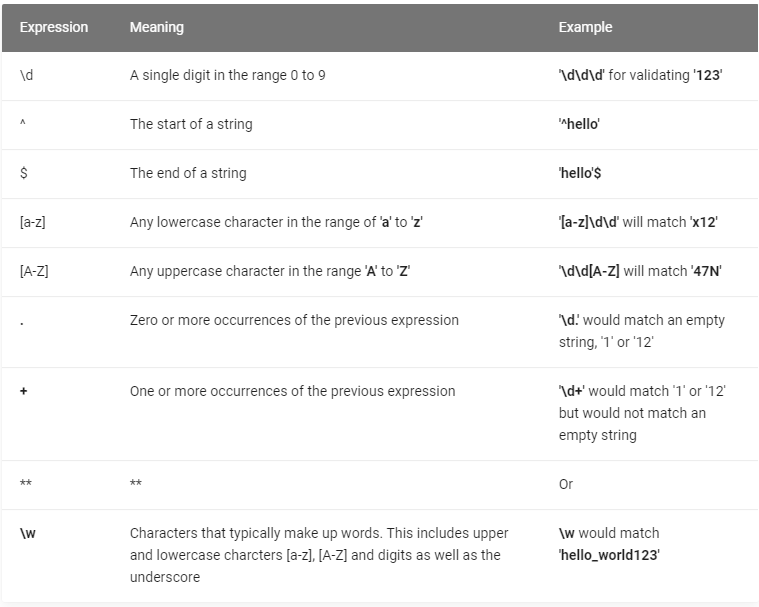 Expression Meaning Example
\d A single digit in the range 0 to 9 '\d\d\d' for validating '123'
^ The start of a string '^hello'
$ The end of a string 'hello'$
[a-z] Any lowercase character in the range of 'a' to 'z' '[a-z]\d\d' will match 'x12'
[A-Z] Any uppercase character in the range 'A' to 'Z' '\d\d[A-Z] will match '47N'
. Zero or more occurrences of the previous expression '\d.' would match an empty
string, '1' or '12'
+ One or more occurrences of the previous expression '\d+' would match '1' or '12'
but would not match an
empty string
** ** Or
\w Characters that typically make up words. This includes upper \w would match
and lowercase charcters [a-z], [A-Z] and digits as well as the 'hello_world123'
underscore